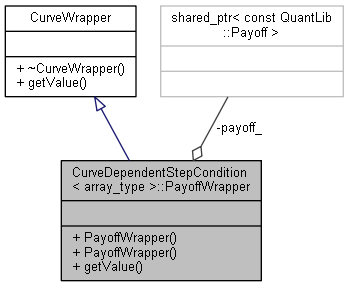 CurveWrapper
+ ~CurveWrapper()
+ getValue()
shared_ptr< const QuantLib
::Payoff >
-payoff_
CurveDependentStepCondition
< array_type >::PayoffWrapper
+ PayoffWrapper()
+ PayoffWrapper()
+ getValue()